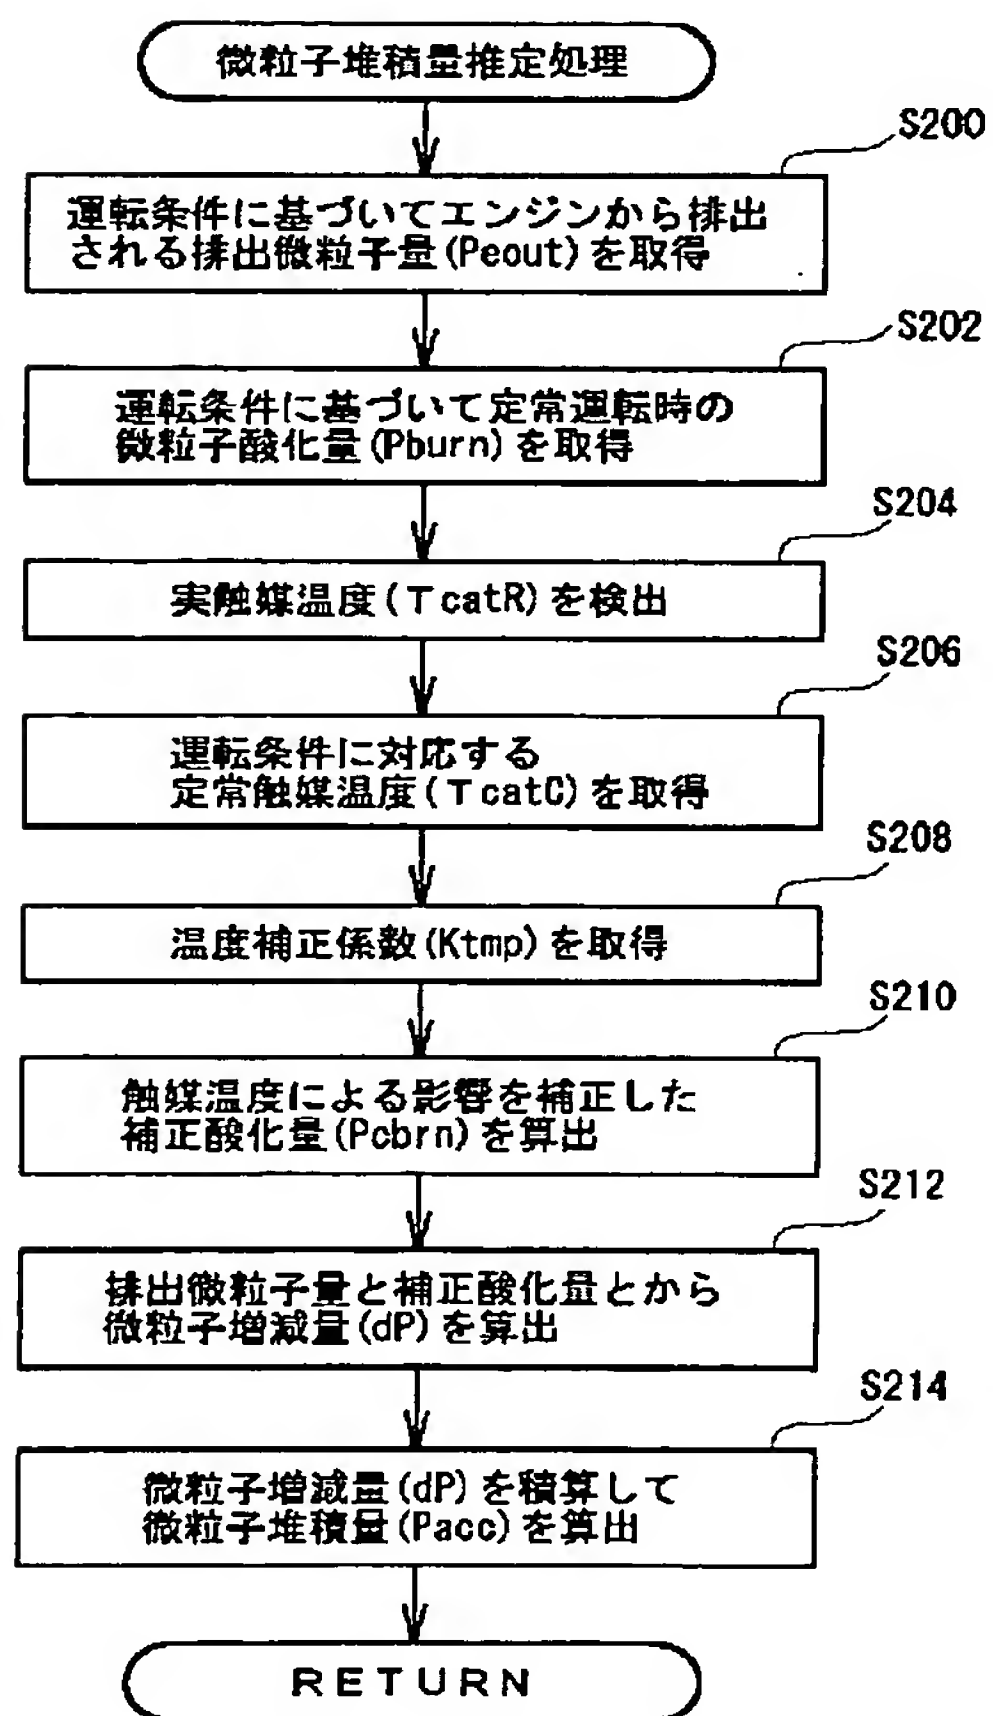 微粒子堆積量推定処理
S200
運転条件に基づいてエンジンから排出
される排出微粒子量(Peout)を取得
S202
運転条件に基づいて定常運転時の
微粒子酸化量(Pburn)を取得
S204
実触媒温度(TcatR)を検出
S206
運転条件に対応する
定常触媒温度(TcatC)を取得
S208
温度補正係数(Ktmp)を取得
S210
触媒温度による影響を補正した
補正酸化量(Pcbrn)を算出
S212
排出微粒子量と補正酸化量とから
微粒子増減量(dP)を算出
S214
微粒子増減量(dP)を積算して
微粒子堆積量(Pacc)を算出
RETURN